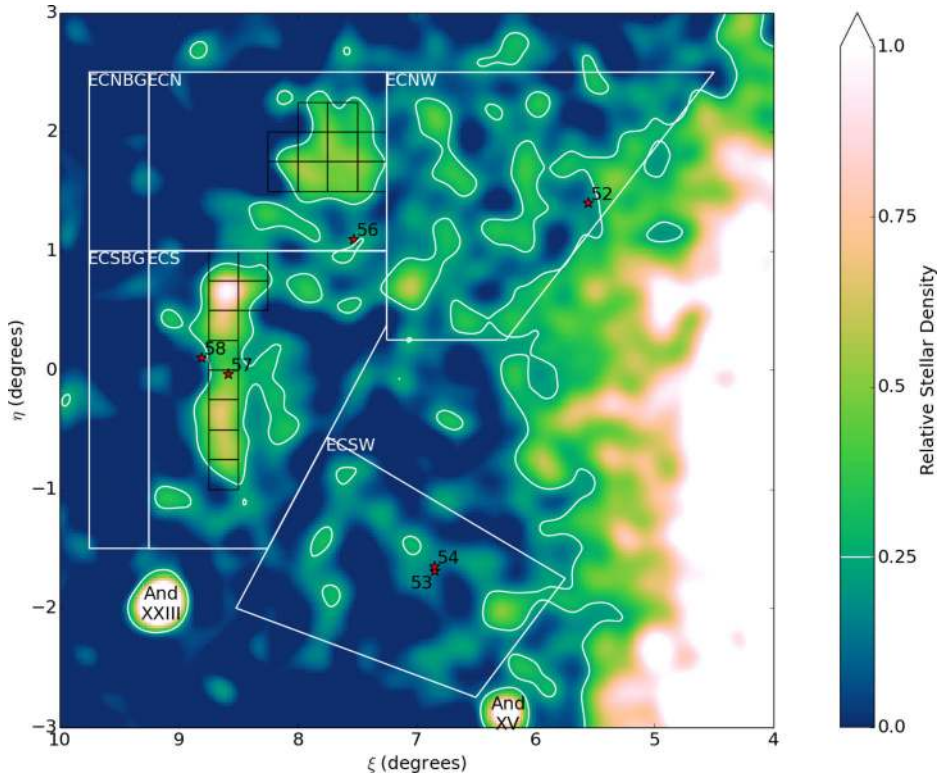 3
2
1
0
−1
−2
−3
η (degrees)
ECNBG
ECN
ECNW
52
56
ECSBG
ECS
58
57
ECSW
54
53
And
XXIII
And
XV
10
9
8
7
6
5
4
ξ (degrees)
1.0
0.75
0.5
0.25
0.0
Relative Stellar Density